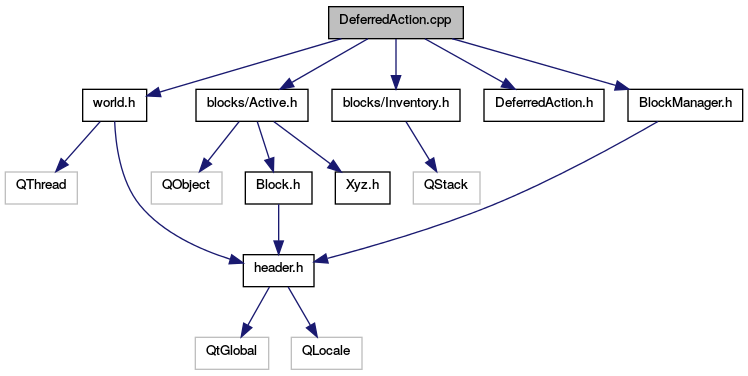 DeferredAction.cpp
world.h
blocks/Active.h
blocks/Inventory.h
DeferredAction.h
BlockManager.h
QThread
QObject
Block.h
Xyz.h
QStack
header.h
QtGlobal
QLocale